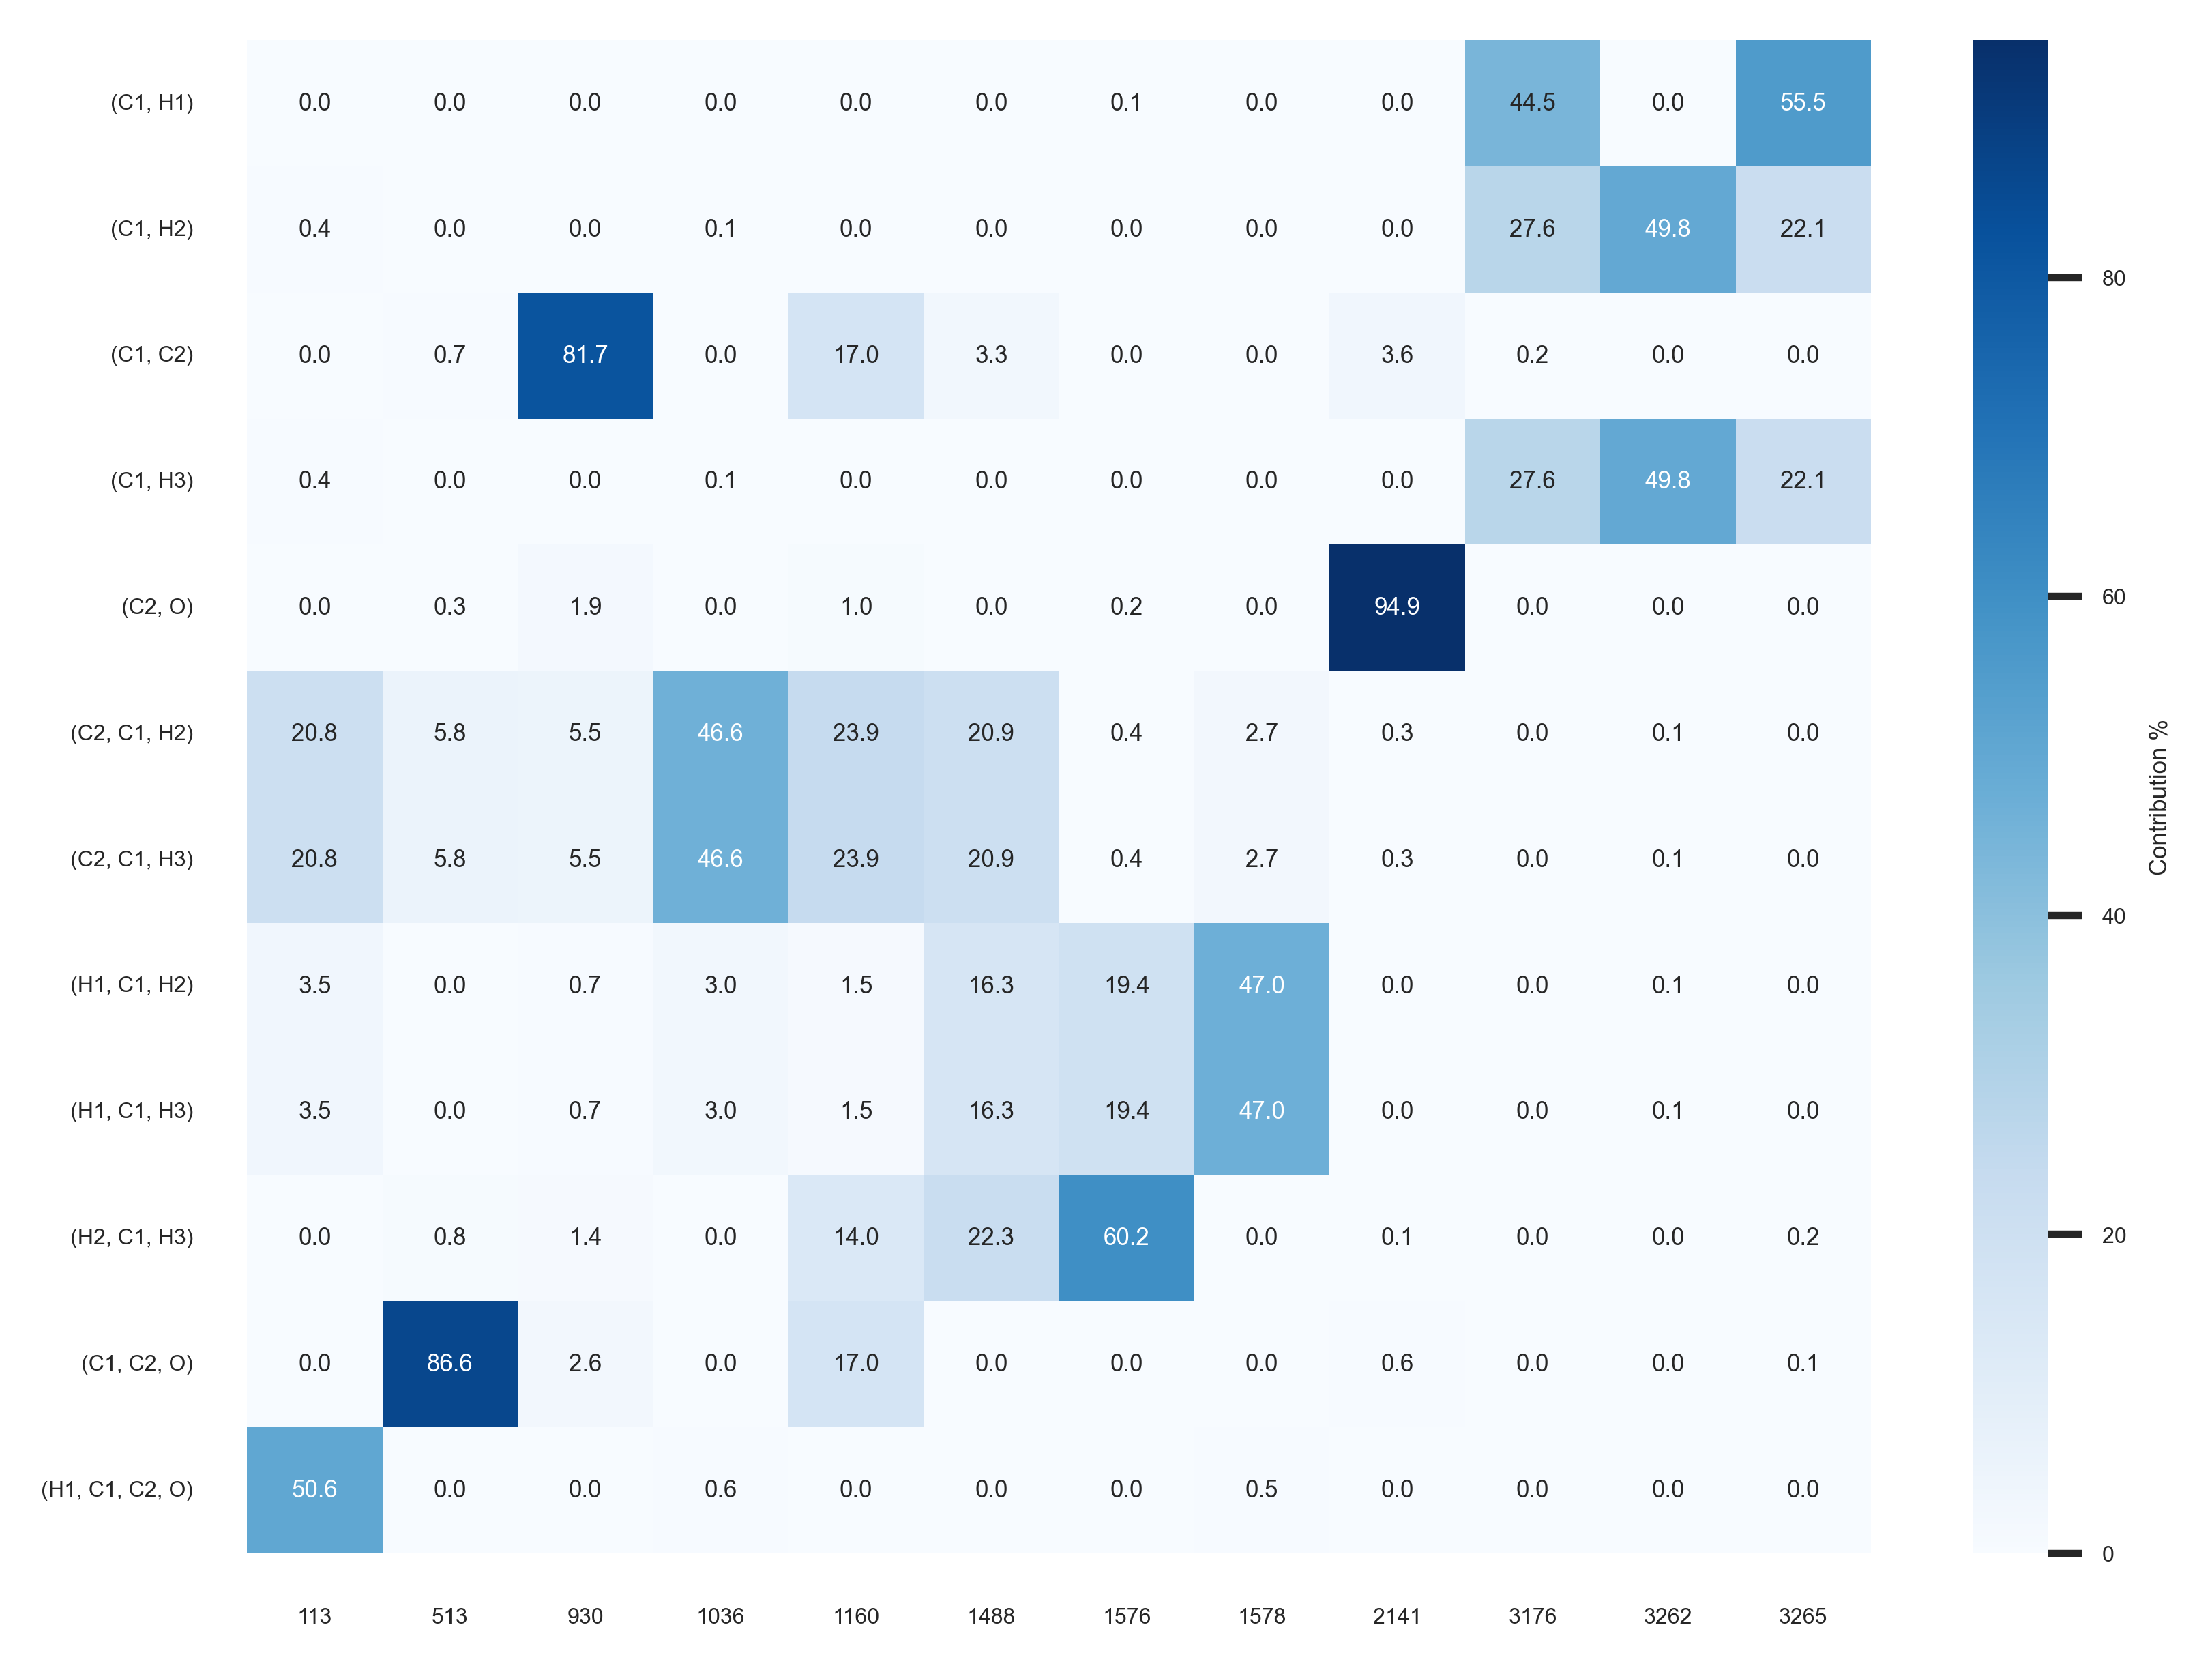 (C1, H1) 0.0 0.0 0.0 0.0 0.0 0.0 0.1 0.0 0.0 44.5 0.0 55.5
(C1, H2) 0.4 0.0 0.0 0.1 0.0 0.0 0.0 0.0 0.0 27.6 49.8 22.1
80
(C1, C2) 0.0 0.7 81.7 0.0 17.0 3.3 0.0 0.0 3.6 0.2 0.0 0.0
(C1, H3) 0.4 0.0 0.0 0.1 0.0 0.0 0.0 0.0 0.0 27.6 49.8 22.1
(C2, O) 0.0 0.3 1.9 0.0 1.0 0.0 0.2 0.0 94.9 0.0 0.0 0.0
60
(C2, C1, H2) 20.8 5.8 5.5 46.6 23.9 20.9 0.4 2.7 0.3 0.0 0.1 0.0
Contribution %
(C2, C1, H3) 20.8 5.8 5.5 46.6 23.9 20.9 0.4 2.7 0.3 0.0 0.1 0.0
40
(H1, C1, H2) 3.5 0.0 0.7 3.0 1.5 16.3 19.4 47.0 0.0 0.0 0.1 0.0
(H1, C1, H3) 3.5 0.0 0.7 3.0 1.5 16.3 19.4 47.0 0.0 0.0 0.1 0.0
(H2, C1, H3) 0.0 0.8 1.4 0.0 14.0 22.3 60.2 0.0 0.1 0.0 0.0 0.2
20
(C1, C2, O) 0.0 86.6 2.6 0.0 17.0 0.0 0.0 0.0 0.6 0.0 0.0 0.1
(H1, C1, C2, O) 50.6 0.0 0.0 0.6 0.0 0.0 0.0 0.5 0.0 0.0 0.0 0.0
0
113 513 930 1036 1160 1488 1576 1578 2141 3176 3262 3265